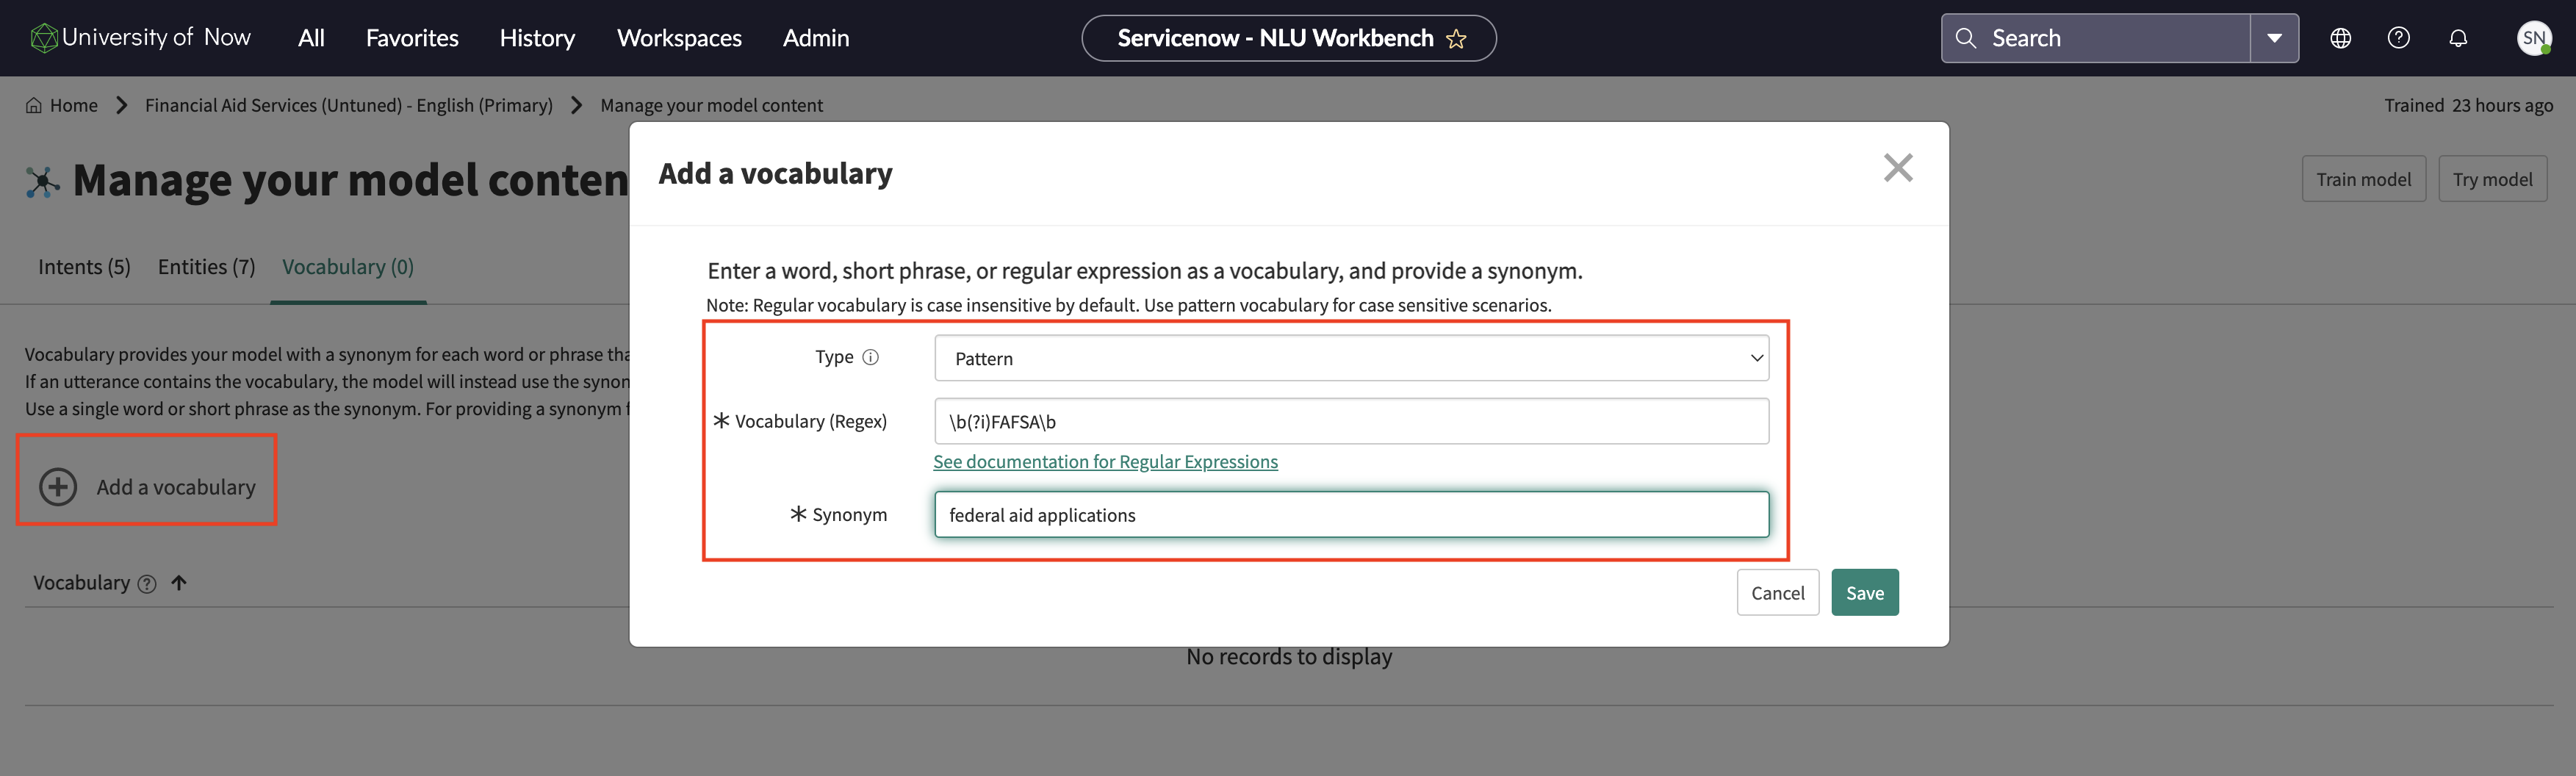 University of Now
All
Favorites
History
Workspaces
Admin
Servicenow - NLU Workbench
Search
SN
Home
Financial Aid Services (Untuned) - English (Primary)
Manage your model content
Trained 23 hours ago
Manage your model conten
Train model
Try model
Intents (5)
Entities (7)
Vocabulary (0)
Vocabulary provides your model with a synonym for each word or phrase tha
If an utterance contains the vocabulary, the model will instead use the synon
Use a single word or short phrase as the synonym. For providing a synonym f
Add a vocabulary
Vocabulary
No records to display
Add a vocabulary
Enter a word, short phrase, or regular expression as a vocabulary, and provide a synonym.
Note: Regular vocabulary is case insensitive by default. Use pattern vocabulary for case sensitive scenarios.
Type
Pattern
* Vocabulary (Regex)
\b(?i)FAFSA\b
See documentation for Regular Expressions
* Synonym
federal aid applications
Cancel
Save